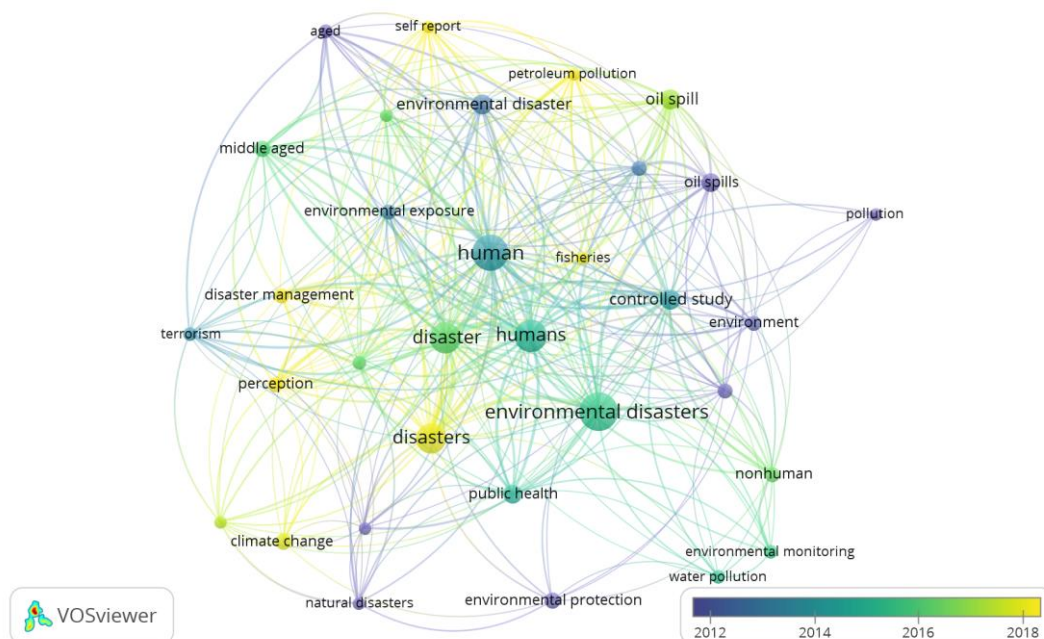 aged
self report
petroleum pollution
environmental disaster
oil spill
middle aged
oil spills
environmental exposure
pollution
human
fisheries
disaster management
controlled study
terrorism
disaster
humans
environment
perception
environmental disasters
disasters
nonhuman
public health
climate change
environmental monitoring
water pollution
natural disasters
environmental protection
VOSviewer
2012
2014
2016
2018